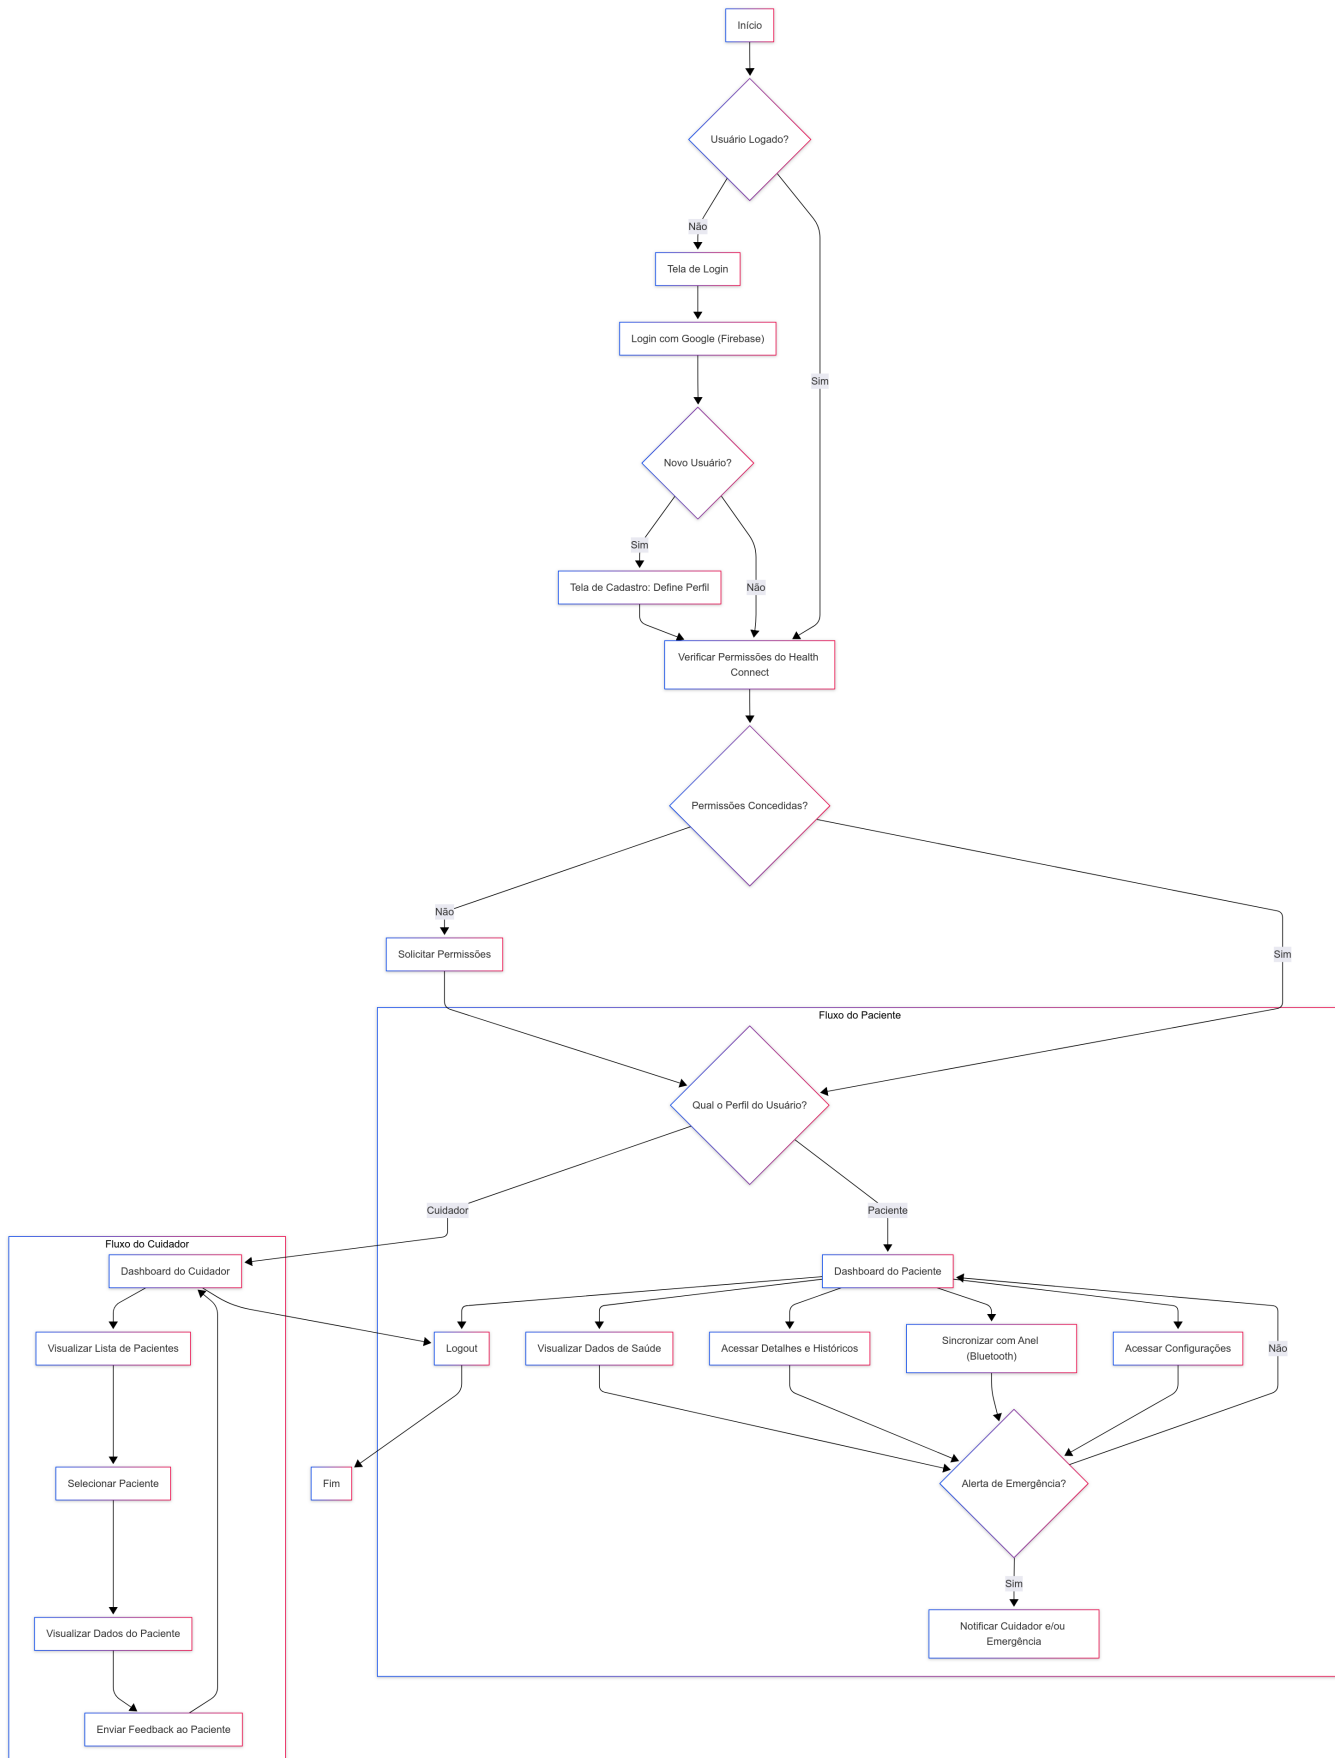 Início
Usuário Logado?
Não
Tela de Login
Login com Google (Firebase)
Sim
Novo Usuário?
Sim
Tela de Cadastro: Define Perfil
Não
Verificar Permissões do Health
Connect
Permissões Concedidas?
Não
Solicitar Permissões
Sim
Fluxo do Paciente
Qual o Perfil do Usuário?
Cuidador
Paciente
Fluxo do Cuidador
Dashboard do Cuidador
Dashboard do Paciente
Visualizar Lista de Pacientes
Logout
Visualizar Dados de Saúde
Acessar Detalhes e Históricos
Sincronizar com Anel
(Bluetooth)
Acessar Configurações
Não
Selecionar Paciente
Fim
Alerta de Emergência?
Sim
Visualizar Dados do Paciente
Notificar Cuidador e/ou
Emergência
Enviar Feedback ao Paciente